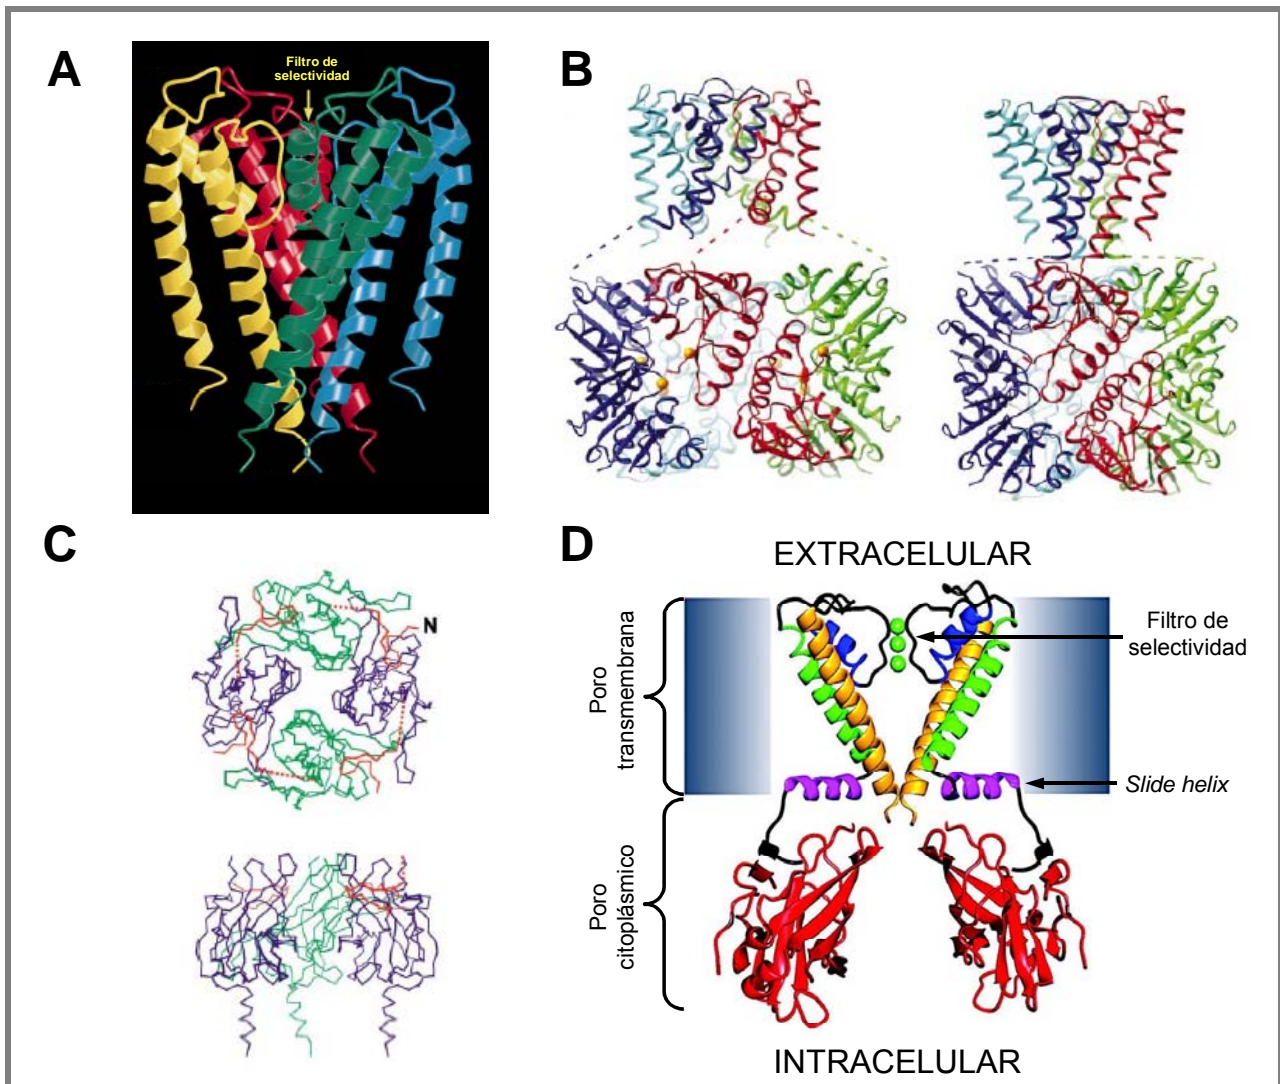 A
Filtro de
selectividad
B
C
N
D
EXTRACELULAR
Poro
transmembrana
Filtro de
selectividad
Slide helix
Poro
citoplásmico
INTRACELULAR